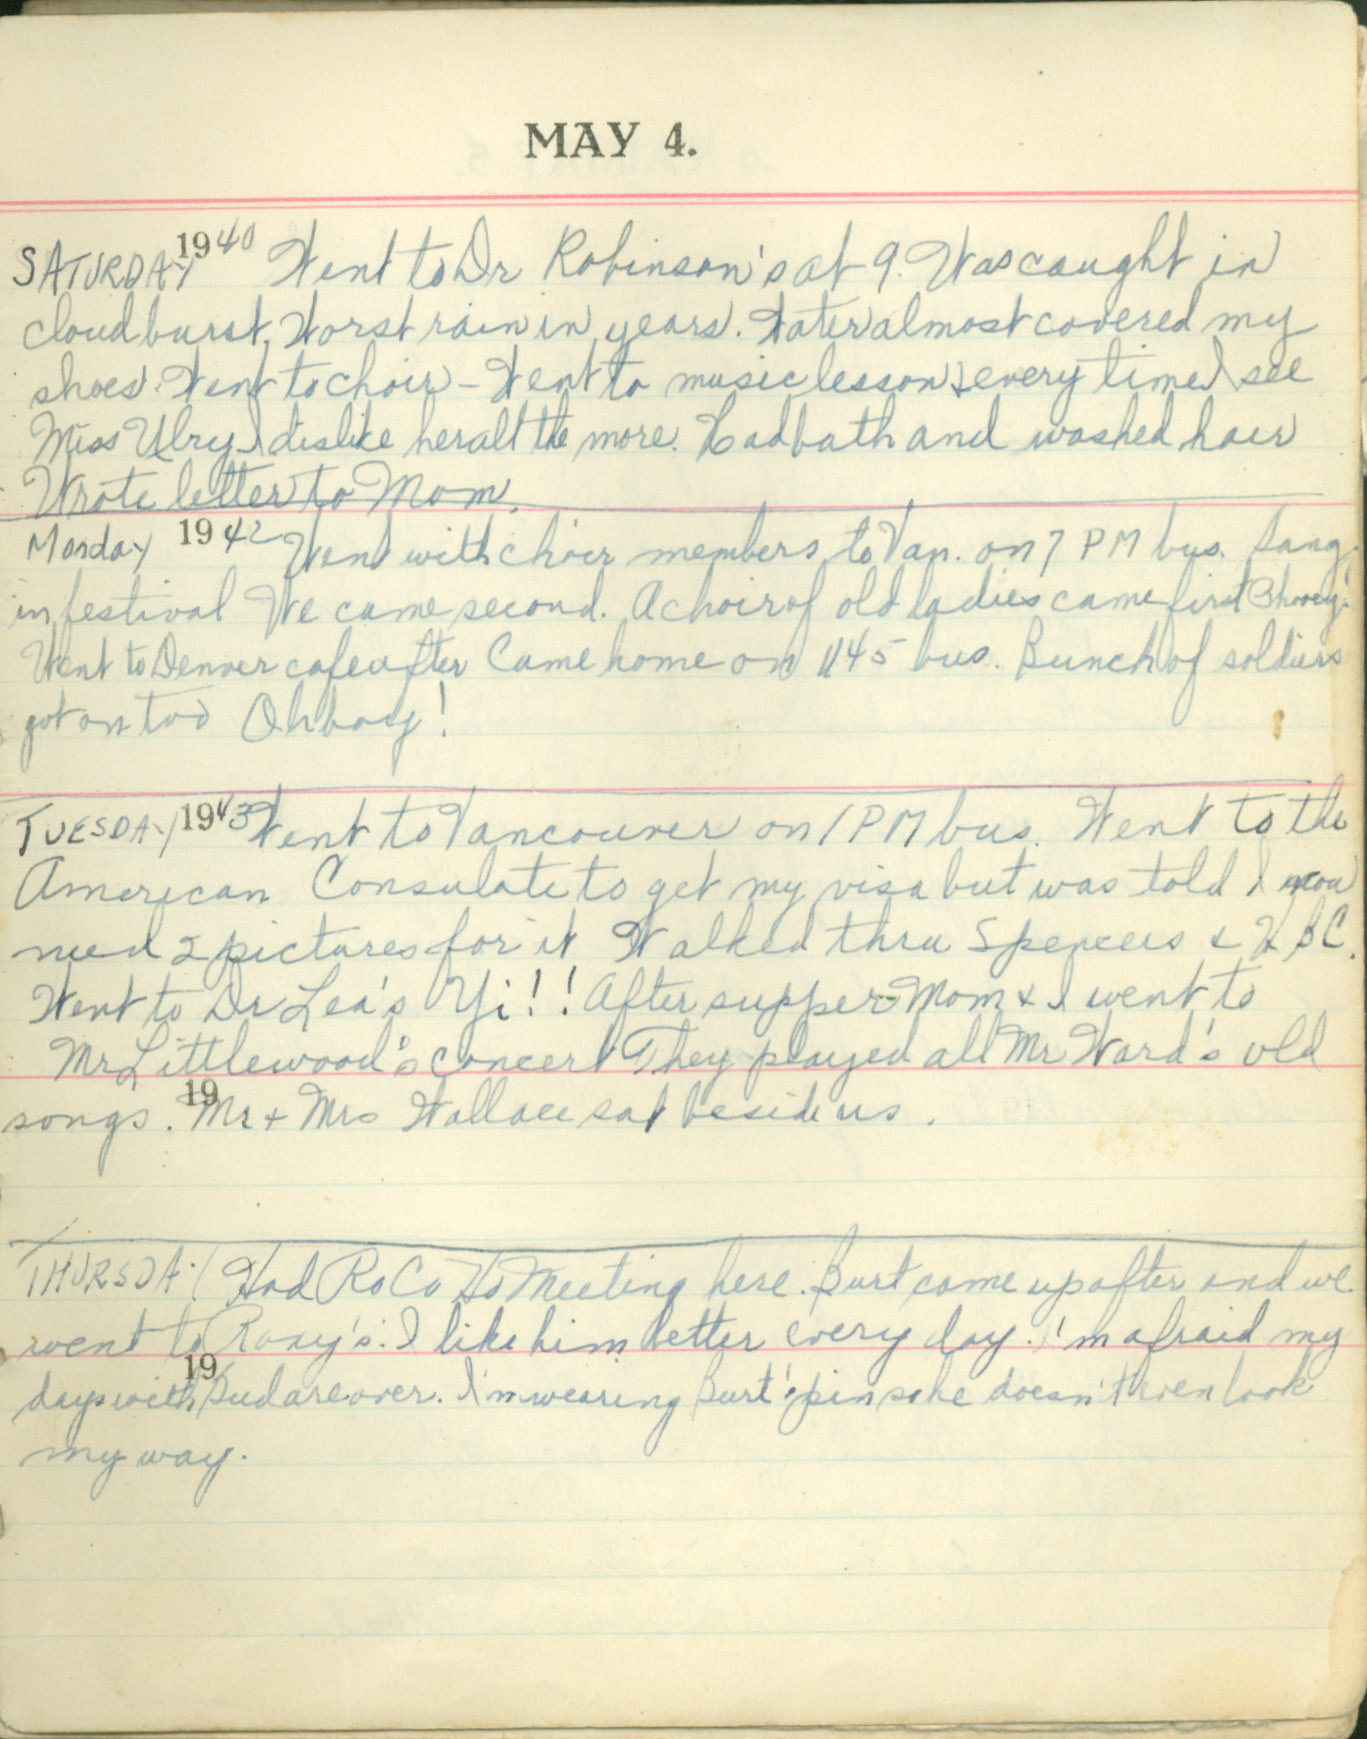 MAY 4.
SATURDAY 1940 Went to Dr Robinson's at 9. Was caught in
cloudburst. Worst rain in years. Water almost covered my
shoes. Went to choir - Went to music lesson & every time I see
Miss Ulry I dislike her all the more. Had bath and washed hair
Wrote letter to Mom.
Monday 1942 Went with choir members to Van. on 7 PM bus. Sang
in festival We came second. A choir of old ladies came first Phooey!
Went to Denver cafe after Came home on 1145 bus. Bunch of soldiers
got on too Oh boy!
TUESDAY 1943 Went to Vancouver on 1 PM bus. Went to the
American Consulate to get my visa but was told I
need 2 pictures for it Walked thru Spencers & HBC.
Went to Dr Lea's Yi!! After supper Mom & I went to
Mr Littlewood's concert They played all Mr Ward's old
songs. 19 Mr & Mrs Wallace sat beside us.
THURSDAY Had Ro Co Ho Meeting here. Burt came up after and we
went to Roxy's. I like him better every day. I'm afraid my
19
days with Bud are over. I'm wearing Burt's pin so he doesn't even look
my way.